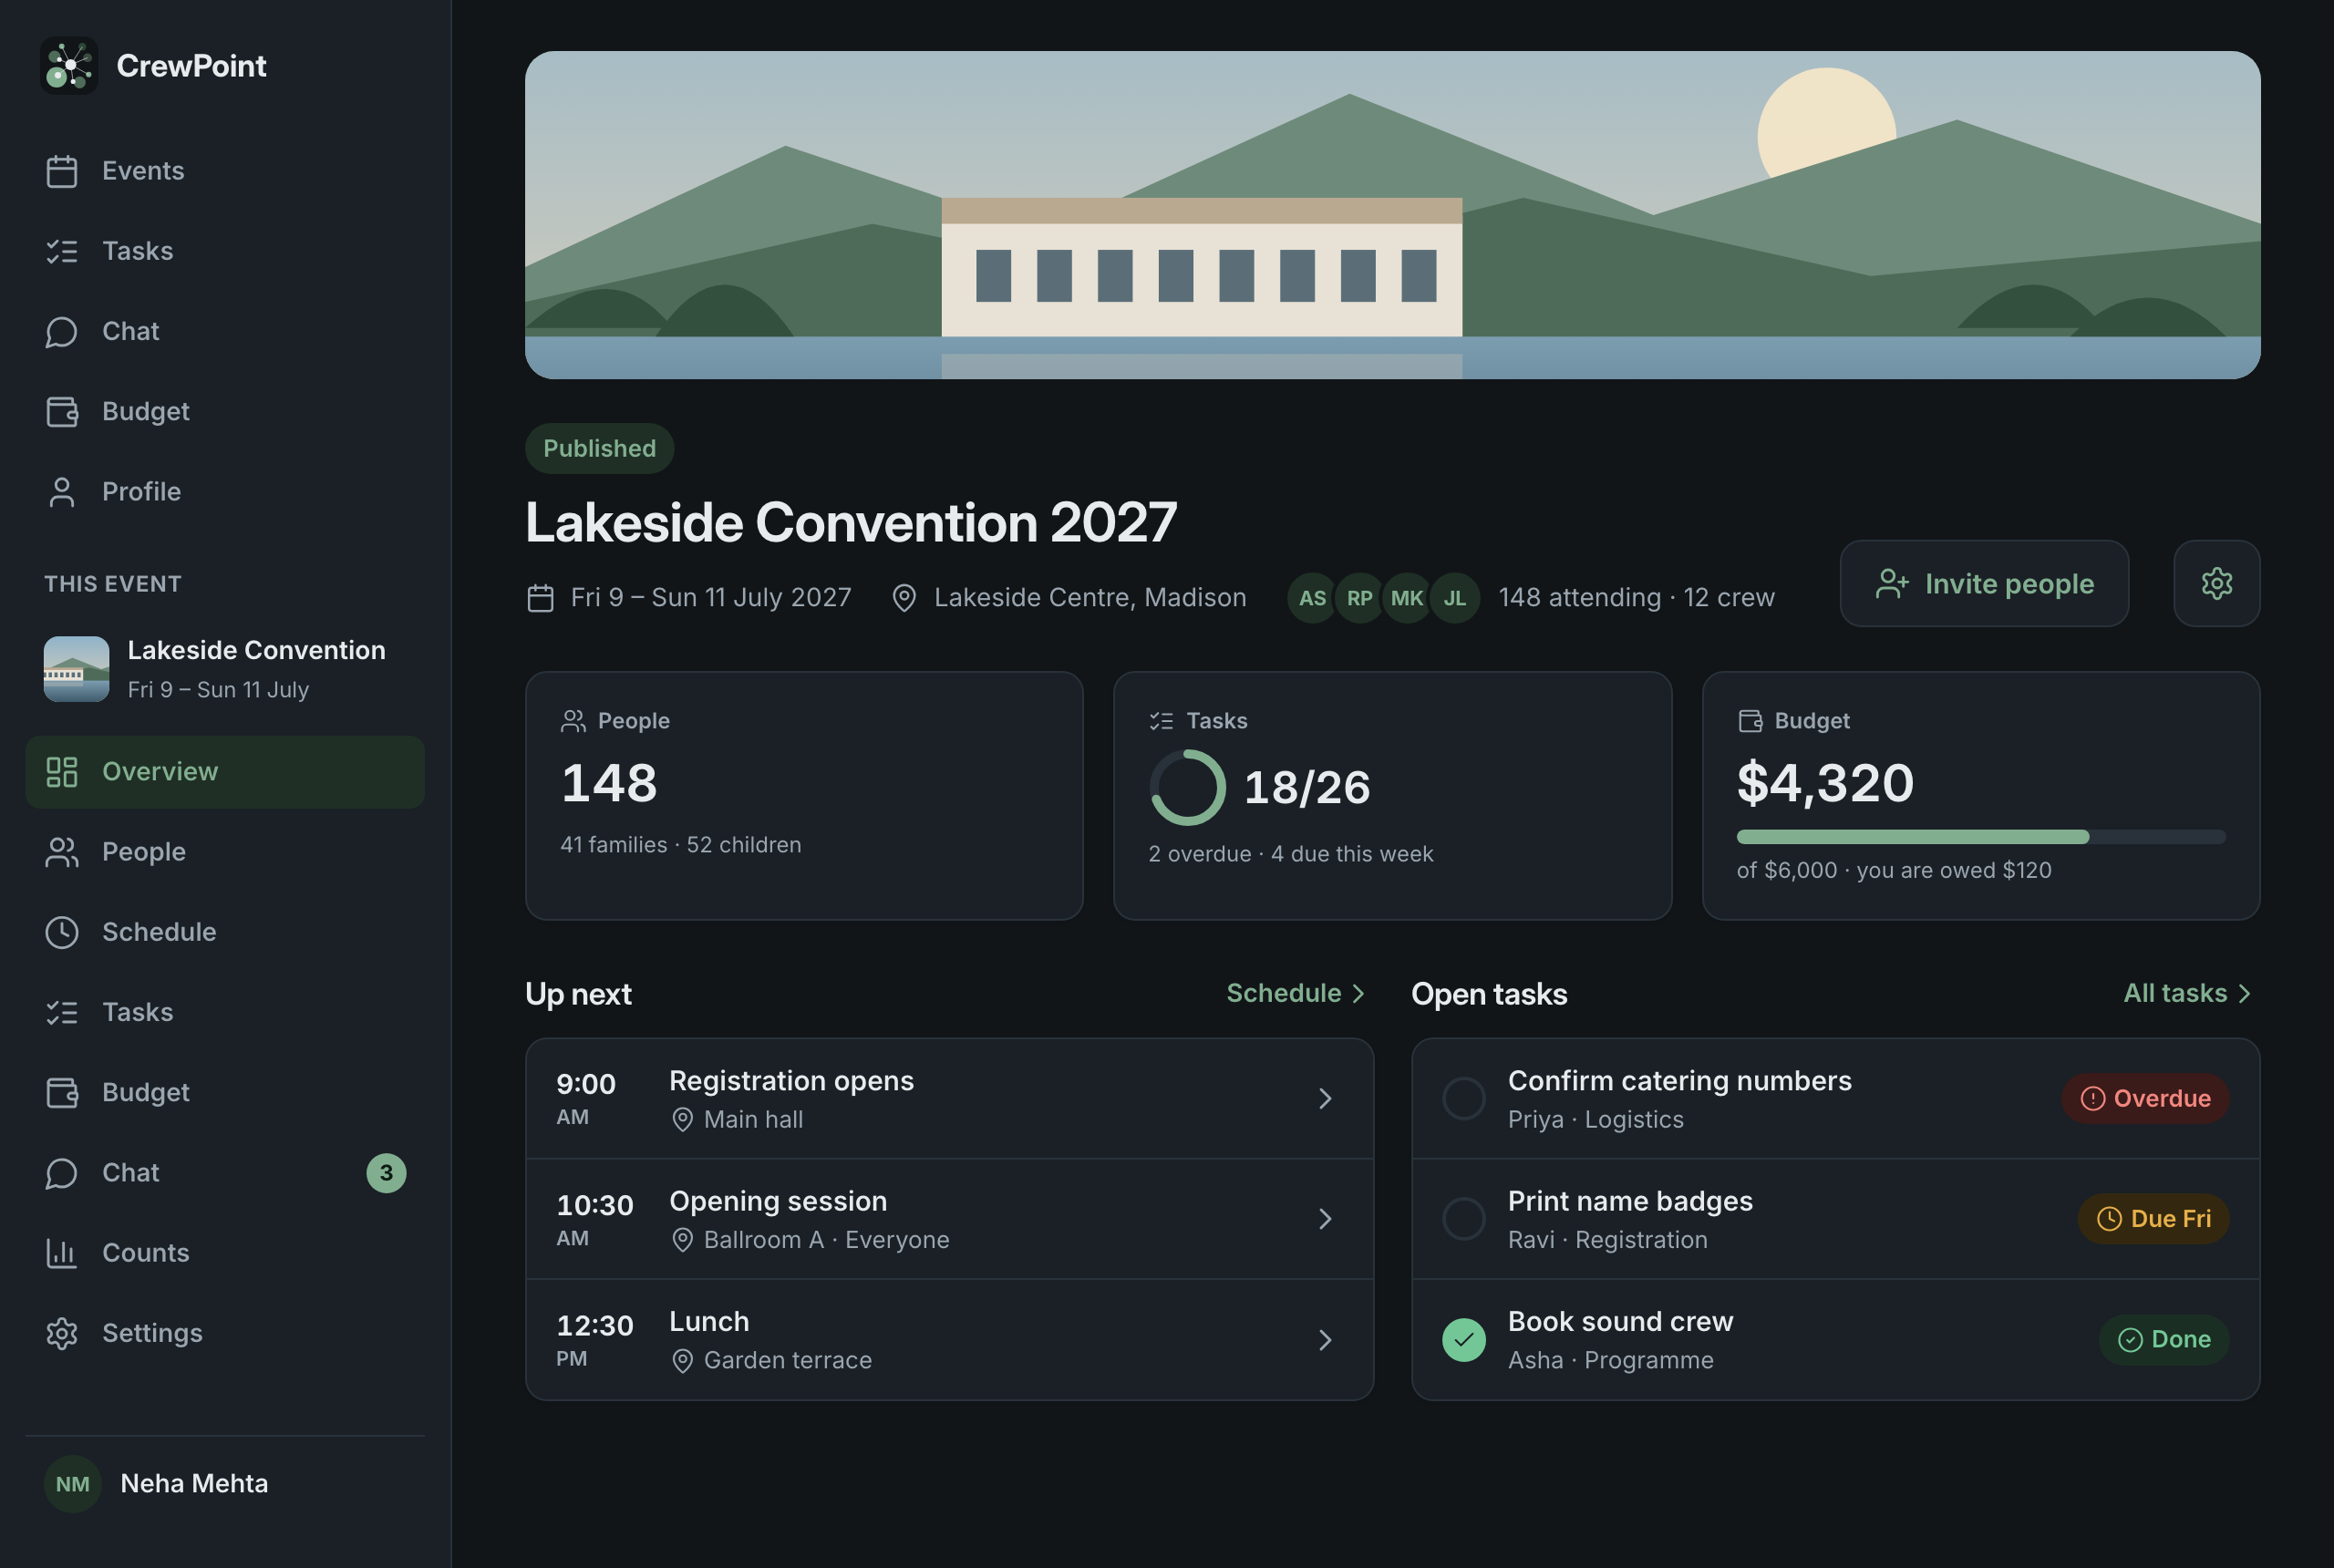 CrewPoint
Events
Tasks
Chat
Budget
Profile
THIS EVENT
Lakeside Convention
Fri 9 – Sun 11 July
Overview
People
Schedule
Tasks
Budget
Chat 3
Counts
Settings
NM Neha Mehta
Published
Lakeside Convention 2027
Fri 9 – Sun 11 July 2027 Lakeside Centre, Madison AS RP MK JL 148 attending · 12 crew
Invite people
People
148
41 families · 52 children
Tasks
18/26
2 overdue · 4 due this week
Budget
$4,320
of $6,000 · you are owed $120
Up next Schedule
9:00 AM
Registration opens
Main hall
10:30 AM
Opening session
Ballroom A · Everyone
12:30 PM
Lunch
Garden terrace
Open tasks All tasks
Confirm catering numbers
Priya · Logistics
Overdue
Print name badges
Ravi · Registration
Due Fri
Book sound crew
Asha · Programme
Done